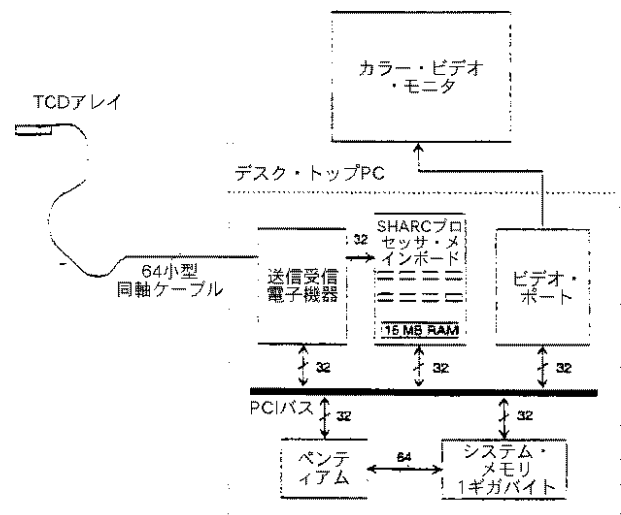 カラー・ビデオ
・モニタ
TCDアレイ
デスク・トップPC
64小型
同軸ケーブル
送信受信
電子機器
32
SHARCプロ
セッサ・メ
インボード
16 MB RAM
ビデオ・
ポート
32
32
32
PCIバス
32
32
ペンテ
ィアム
64
システム・
メモリ
1ギガバイト